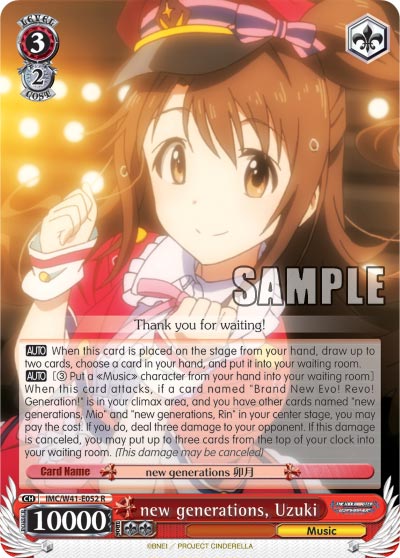 LEVEL
3
2
COST
SAMPLE
Thank you for waiting!
AUTO When this card is placed on the stage from your hand, draw up to
two cards, choose a card in your hand, and put it into your waiting room.
AUTO [③ Put a «Music» character from your hand into your waiting room]
When this card attacks, if a card named "Brand New Evo! Revo!
Generation!" is in your climax area, and you have other cards named "new
generations, Mio" and "new generations, Rin" in your center stage, you may
pay the cost. If you do, deal three damage to your opponent. If this damage
is cancelled, you may put up to three cards from the top of your clock into
your waiting room. (This damage may be canceled)
Card Name
new generations 卯月
CH
IMC/W41-E052 R
10000
new generations, Uzuki
Music
©BNEI / PROJECT CINDERELLA